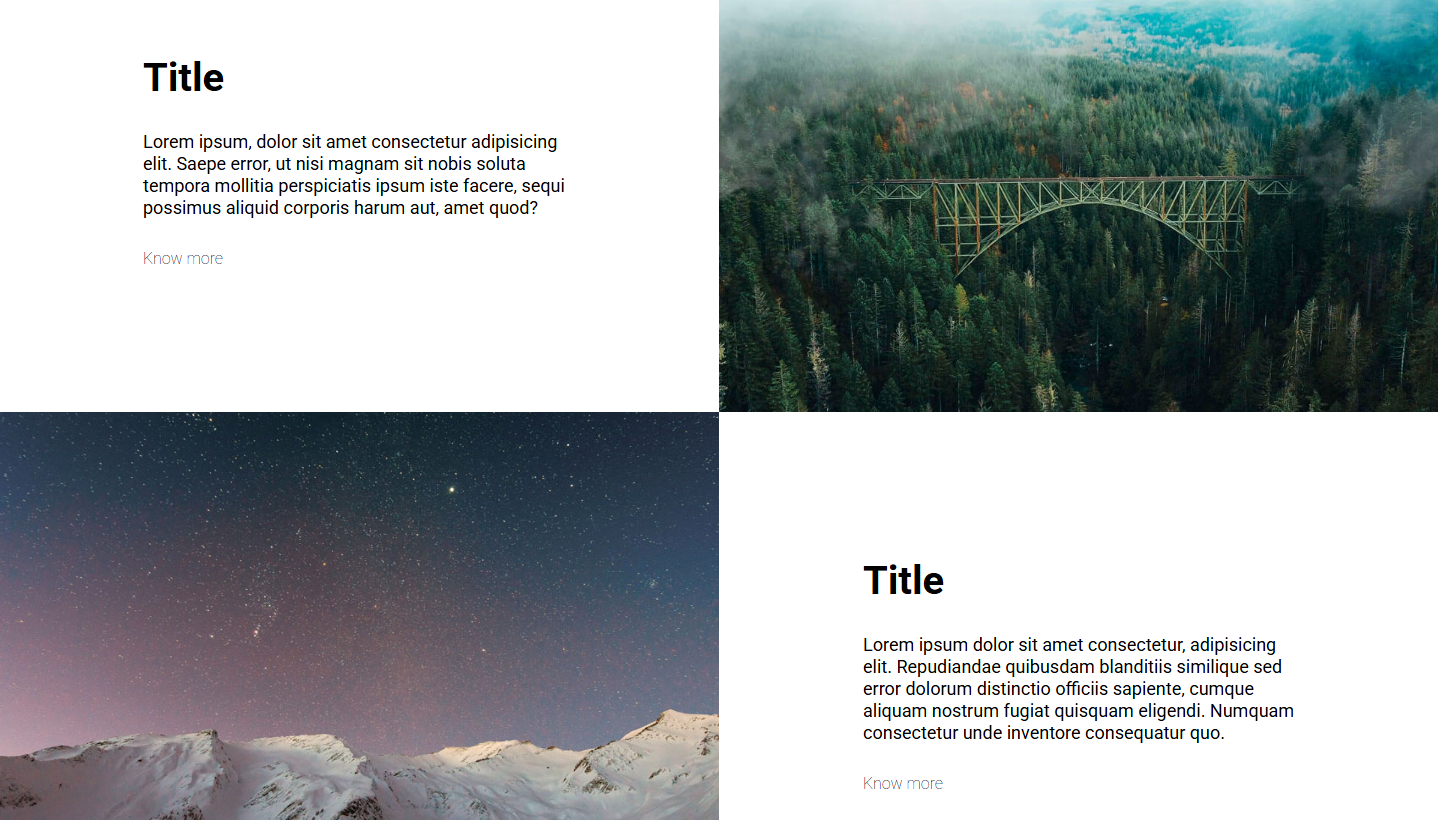 Title
Lorem ipsum, dolor sit amet consectetur adipisicing
elit. Saepe error, ut nisi magnam sit nobis soluta
tempora mollitia perspiciatis ipsum iste facere, sequi
possimus aliquid corporis harum aut, amet quod?
Know more
Title
Lorem ipsum dolor sit amet consectetur, adipisicing
elit. Repudiandae quibusdam blanditiis similique sed
error dolorum distinctio officiis sapiente, cumque
aliquam nostrum fugiat quisquam eligendi. Numquam
consectetur unde inventore consequatur quo.
Know more